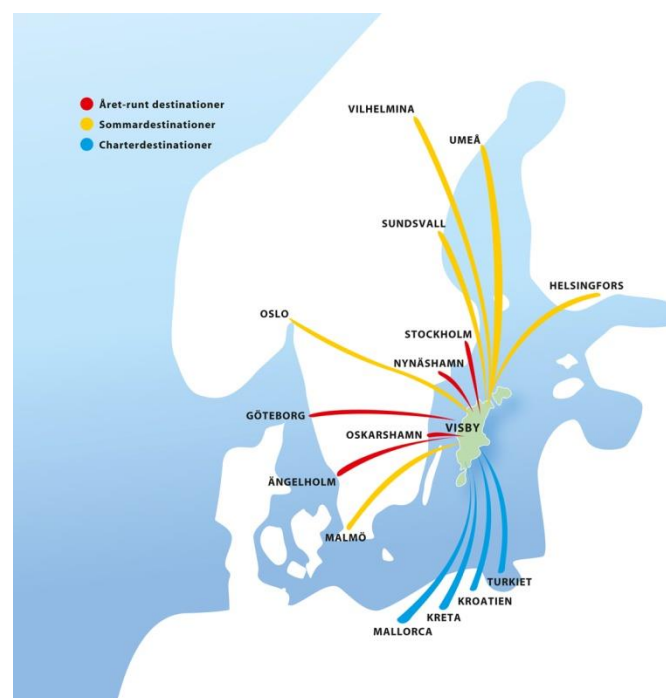 Året-runt destinationer
Sommardestinationer
Charterdestinationer
VILHELMINA
UMEÅ
SUNDSVALL
HELSINGFORS
OSLO
STOCKHOLM
NYNÄSHAMN
GÖTEBORG
VISBY
OSKARSHAMN
ÄNGELHOLM
MALMÖ
TURKIET
KROATIEN
KRETA
MALLORCA